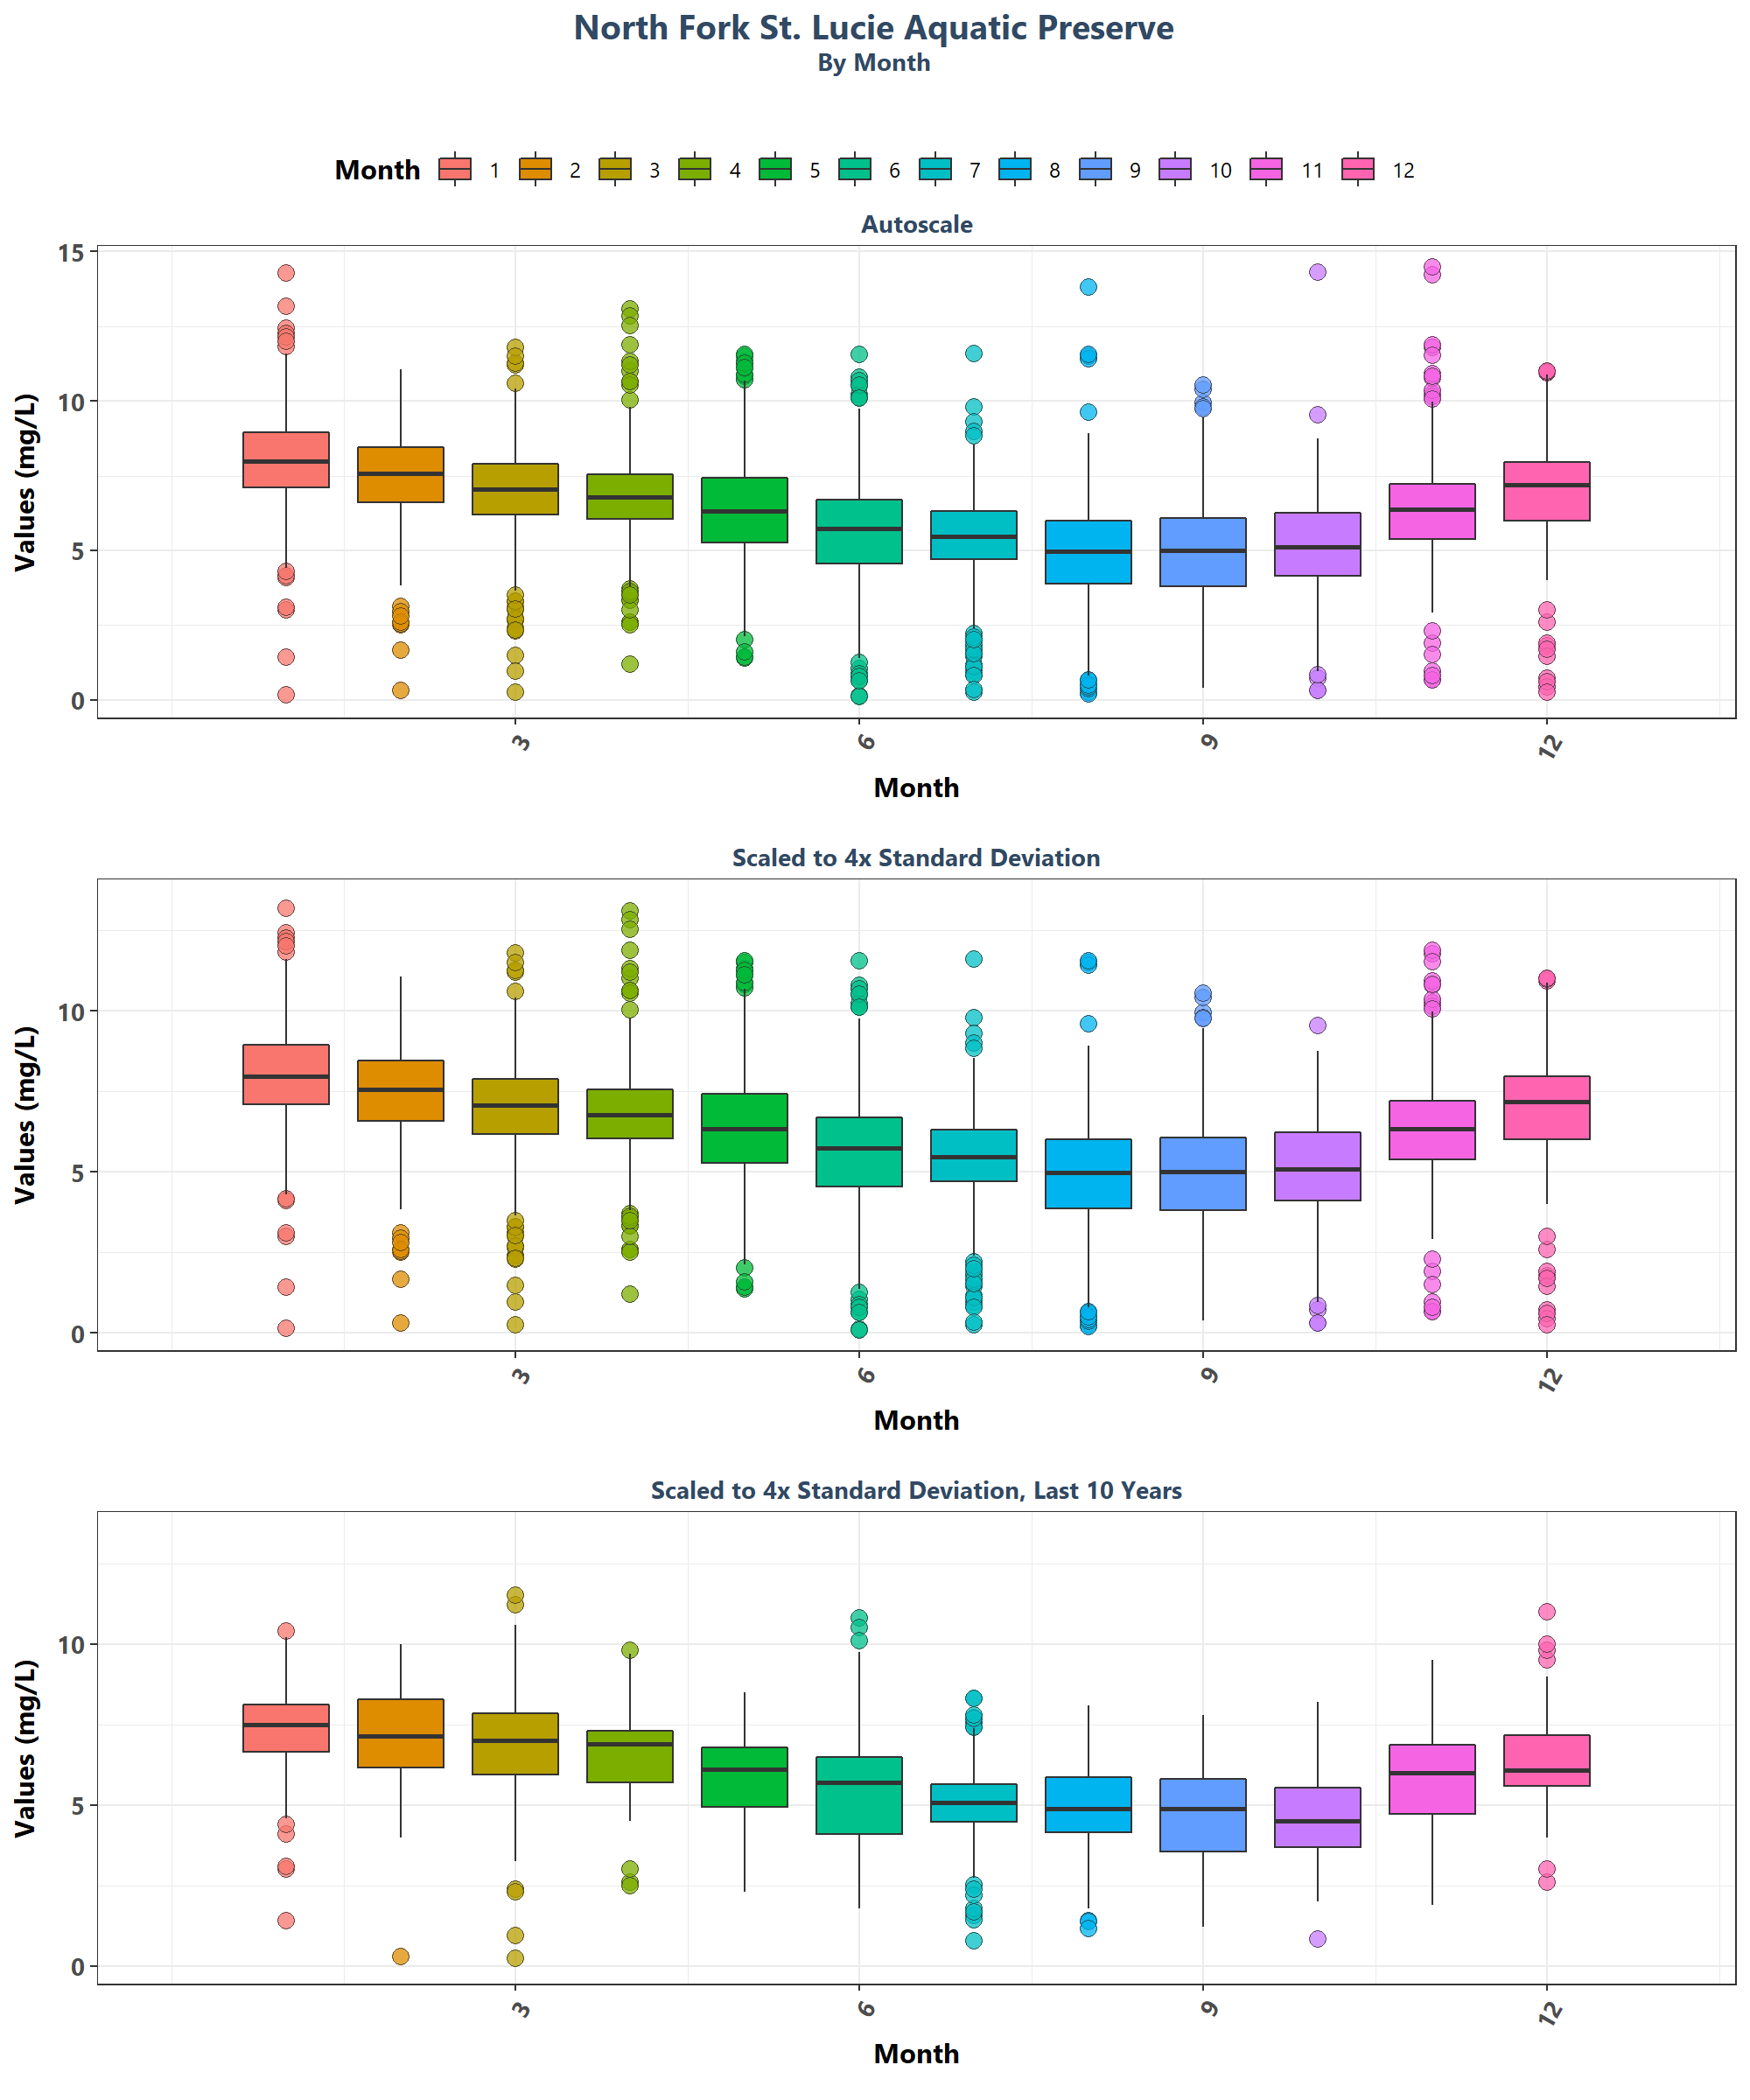 North Fork St. Lucie Aquatic Preserve
By Month
Month 1 2 3 4 5 6 7 8 9 10 11 12
Autoscale
Values (mg/L)
15
10
5
0
3 6 9 12
Month
Scaled to 4x Standard Deviation
Values (mg/L)
10
5
0
3 6 9 12
Month
Scaled to 4x Standard Deviation, Last 10 Years
Values (mg/L)
10
5
0
3 6 9 12
Month